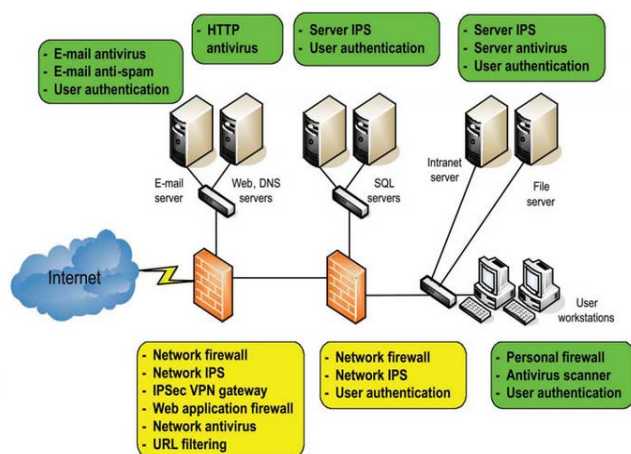 - E-mail antivirus
- E-mail anti-spam
- User authentication
- HTTP
antivirus
- Server IPS
- User authentication
- Server IPS
- Server antivirus
- User authentication
E-mail
server
Web, DNS
servers
SQL
servers
Intranet
server
File
server
Internet
User
workstations
- Network firewall
- Network IPS
- IPSec VPN gateway
- Web application firewall
- Network antivirus
- URL filtering
- Network firewall
- Network IPS
- User authentication
- Personal firewall
- Antivirus scanner
- User authentication